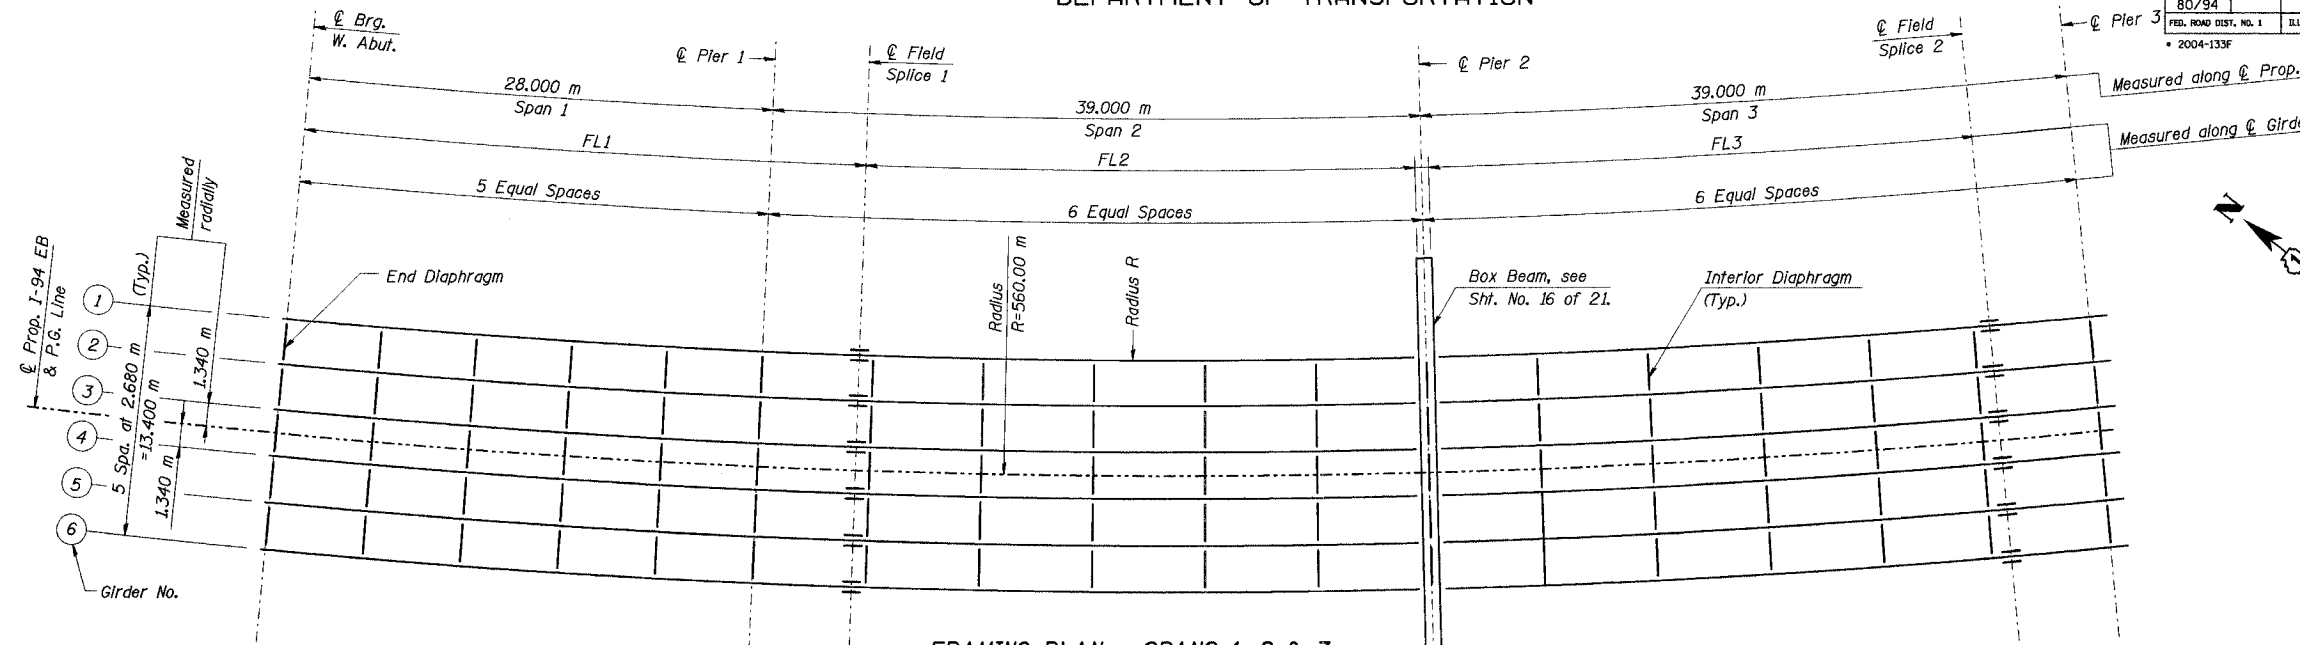 DEPARTMENT OF TRANSPORTATION
80/94
FED. ROAD DIST. NO. 1
* 2004-133F
℄ Brg.
W. Abut.
℄ Pier 1
℄ Field
Splice 1
℄ Pier 2
℄ Field
Splice 2
℄ Pier 3
28.000 m
Span 1
39.000 m
Span 2
39.000 m
Span 3
Measured along ℄ Prop.
FL1
FL2
FL3
Measured along ℄
5 Equal Spaces
6 Equal Spaces
6 Equal Spaces
N
Measured
radially
℄ Prop. I-94 EB
& P.G. Line
(Typ.)
5 Spa. at 2.680 m
=13.400 m
1.340 m
1.340 m
1
2
3
4
5
6
Girder No.
End Diaphragm
Radius
R=560.00 m
Radius R
Box Beam, see
Sht. No. 16 of 21.
Interior Diaphragm
(Typ.)
FRAMING PLAN - SPANS 1, 2 & 3